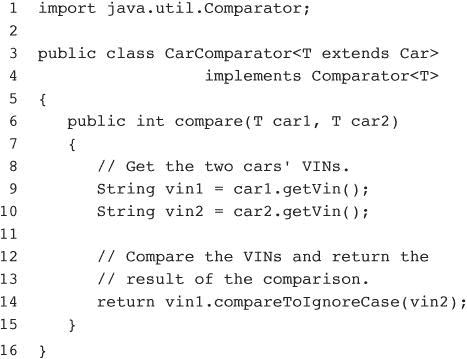 1 import java.util.Comparator;
2
3 public class CarComparator<T extends Car>
4 implements Comparator<T>
5 {
6 public int compare(T car1, T car2)
7 {
8 // Get the two cars' VINs.
9 String vin1 = car1.getVin();
10 String vin2 = car2.getVin();
11
12 // Compare the VINs and return the
13 // result of the comparison.
14 return vin1.compareToIgnoreCase(vin2);
15 }
16 }